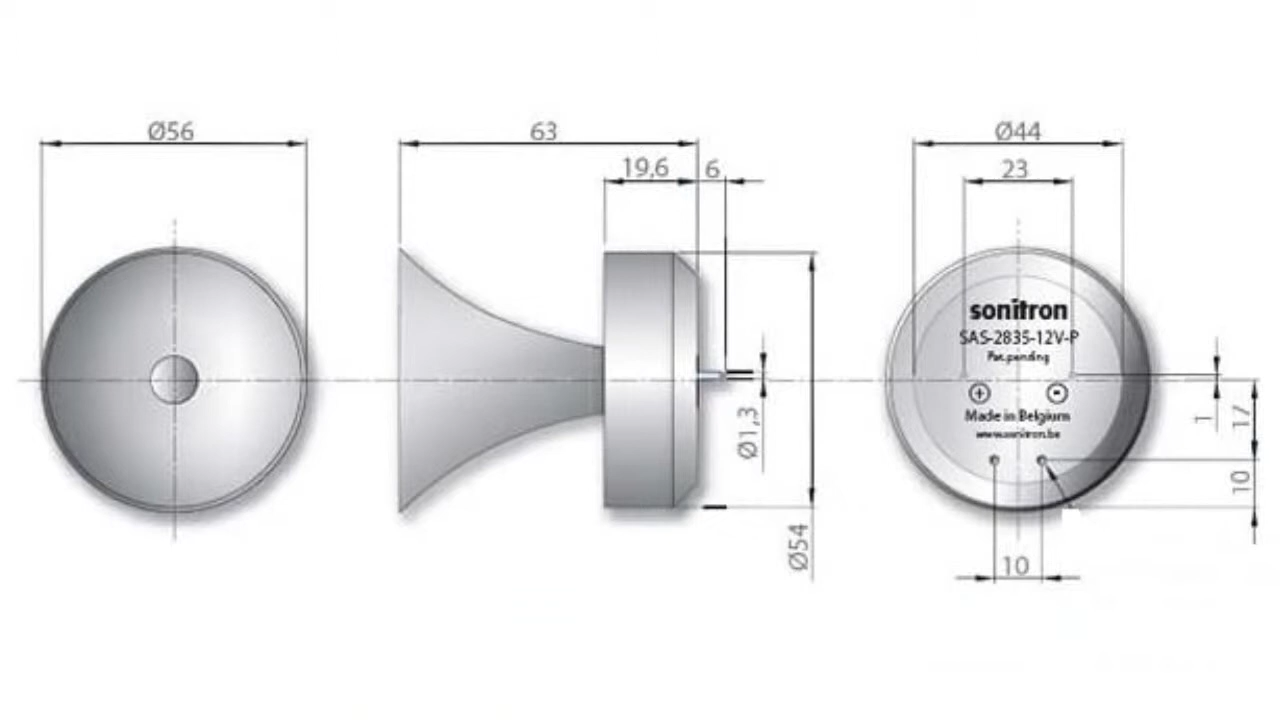 Ø56
63
19,6
6
Ø1,3
Ø54
Ø44
23
sonitron
SAS-2835-12V-P
Pat.pending
+
-
Made in Belgium
www.sonitron.be
1
17
10
10